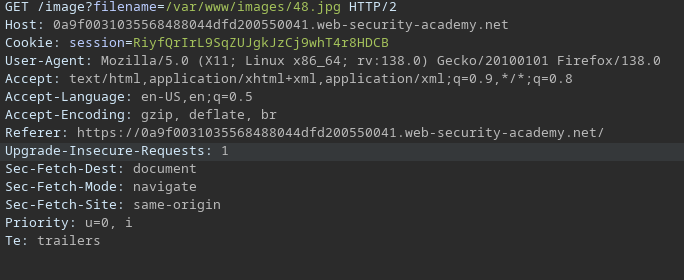 GET /image?filename=/var/www/images/48.jpg HTTP/2
Host: 0a9f0031035568488044dfd200550041.web-security-academy.net
Cookie: session=RiyfQrIrL9SqZUJgkJzCj9whT4r8HDCB
User-Agent: Mozilla/5.0 (X11; Linux x86_64; rv:138.0) Gecko/20100101 Firefox/138.0
Accept: text/html,application/xhtml+xml,application/xml;q=0.9,*/*;q=0.8
Accept-Language: en-US,en;q=0.5
Accept-Encoding: gzip, deflate, br
Referer: https://0a9f0031035568488044dfd200550041.web-security-academy.net/
Upgrade-Insecure-Requests: 1
Sec-Fetch-Dest: document
Sec-Fetch-Mode: navigate
Sec-Fetch-Site: same-origin
Priority: u=0, i
Te: trailers